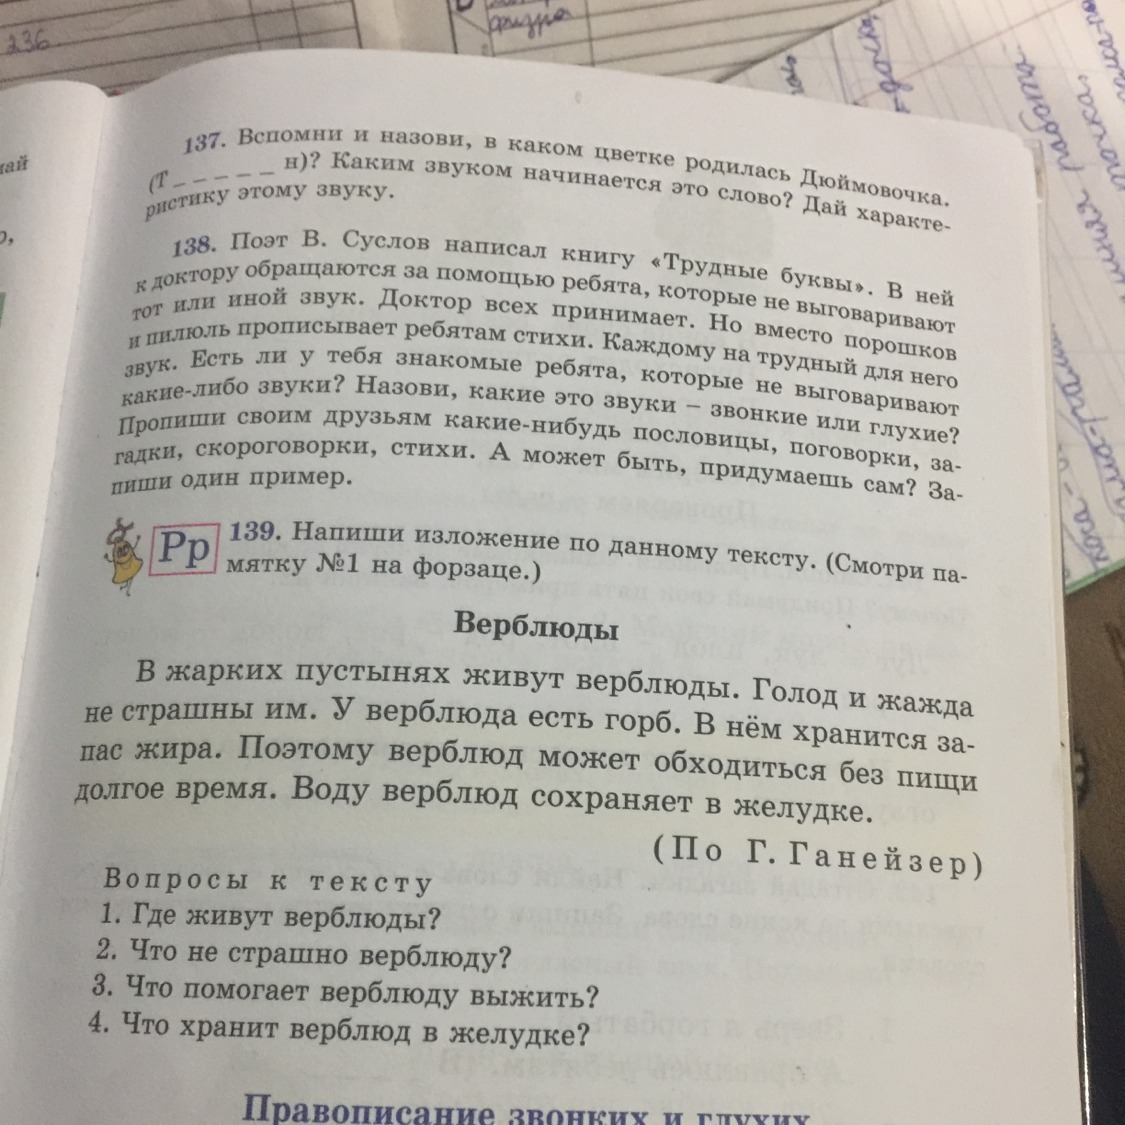 236
физра
най
о,
137. Вспомни и назови, в каком цветке родилась Дюймовочка.
(Т _ _ _ _ _ н)? Каким звуком начинается это слово? Дай характе-
ристику этому звуку.
138. Поэт В. Суслов написал книгу «Трудные буквы». В ней
к доктору обращаются за помощью ребята, которые не выговаривают
тот или иной звук. Доктор всех принимает. Но вместо порошков
и пилюль прописывает ребятам стихи. Каждому на трудный для него
звук. Есть ли у тебя знакомые ребята, которые не выговаривают
какие-либо звуки? Назови, какие это звуки – звонкие или глухие?
Пропиши своим друзьям какие-нибудь пословицы, поговорки, за-
гадки, скороговорки, стихи. А может быть, придумаешь сам? За-
пиши один пример.
Рр
139. Напиши изложение по данному тексту. (Смотри па-
мятку №1 на форзаце.)
Верблюды
В жарких пустынях живут верблюды. Голод и жажда
не страшны им. У верблюда есть горб. В нём хранится за-
пас жира. Поэтому верблюд может обходиться без пищи
долгое время. Воду верблюд сохраняет в желудке.
(По Г. Ганейзер)
Вопросы к тексту
1. Где живут верблюды?
2. Что не страшно верблюду?
3. Что помогает верблюду выжить?
4. Что хранит верблюд в желудке?
Правописание звонких и глухих